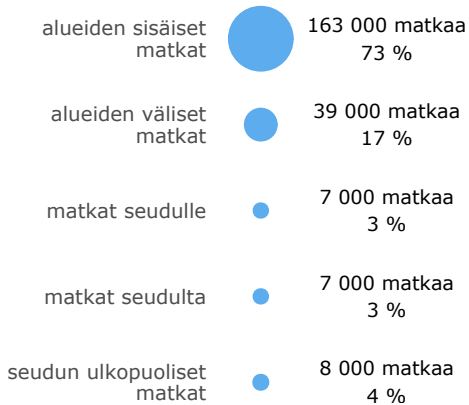 alueiden sisäiset
matkat
163 000 matkaa
73 %
alueiden väliset
matkat
39 000 matkaa
17 %
matkat seudulle
7 000 matkaa
3 %
matkat seudulta
7 000 matkaa
3 %
seudun ulkopuoliset
matkat
8 000 matkaa
4 %